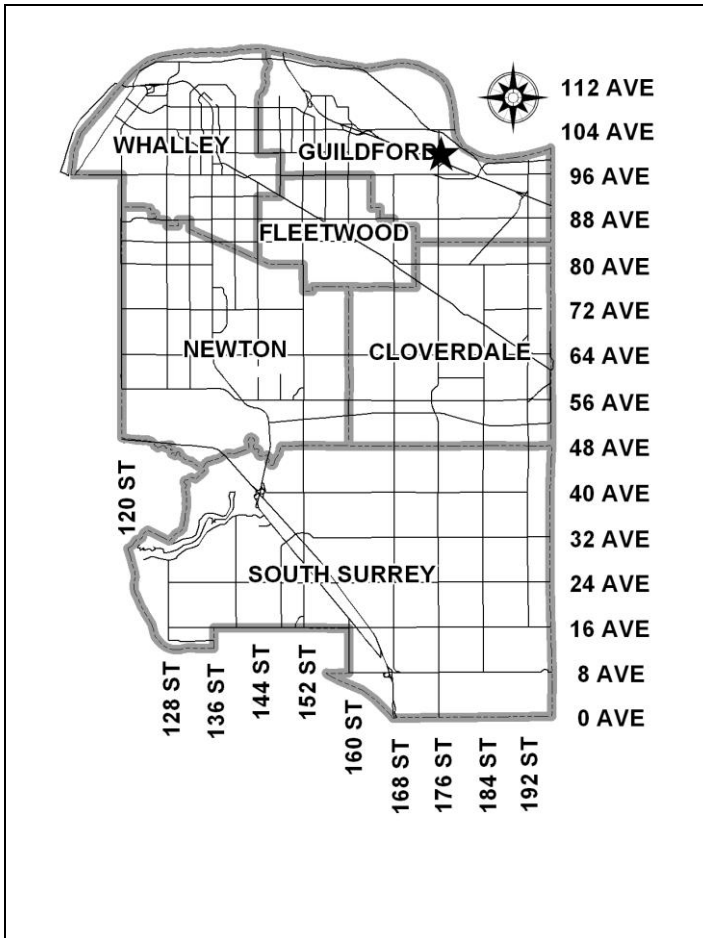 112 AVE
104 AVE
WHALLEY
GUILDFORD
96 AVE
88 AVE
FLEETWOOD
80 AVE
72 AVE
NEWTON
CLOVERDALE
64 AVE
56 AVE
48 AVE
120 ST
40 AVE
32 AVE
SOUTH SURREY
24 AVE
16 AVE
8 AVE
0 AVE
128 ST
136 ST
144 ST
152 ST
160 ST
168 ST
176 ST
184 ST
192 ST